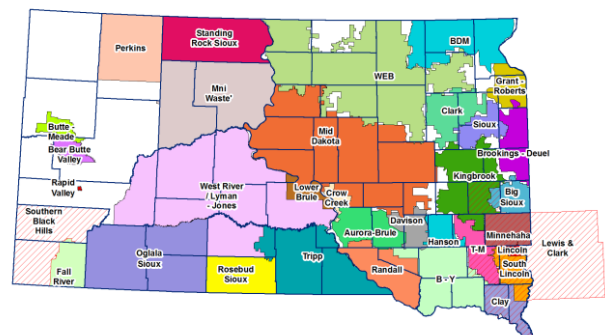 Standing
Rock Sioux
Perkins
BDM
WEB
Grant -
Roberts
Mni
Waste'
Clark
Sioux
Butte -
Meade
Bear Butte
Valley
Mid
Dakota
Brookings - Deuel
Kingbrook
Rapid
Valley
West River
/ Lyman
- Jones
Lower
Brule
Crow
Creek
Big
Sioux
Southern
Black
Hills
Davison
Aurora-Brule
Hanson
T-M
Minnehaha
Lewis &
Clark
Lincoln
South
Lincoln
Fall
River
Oglala
Sioux
Rosebud
Sioux
Tripp
Randall
B - Y
Clay